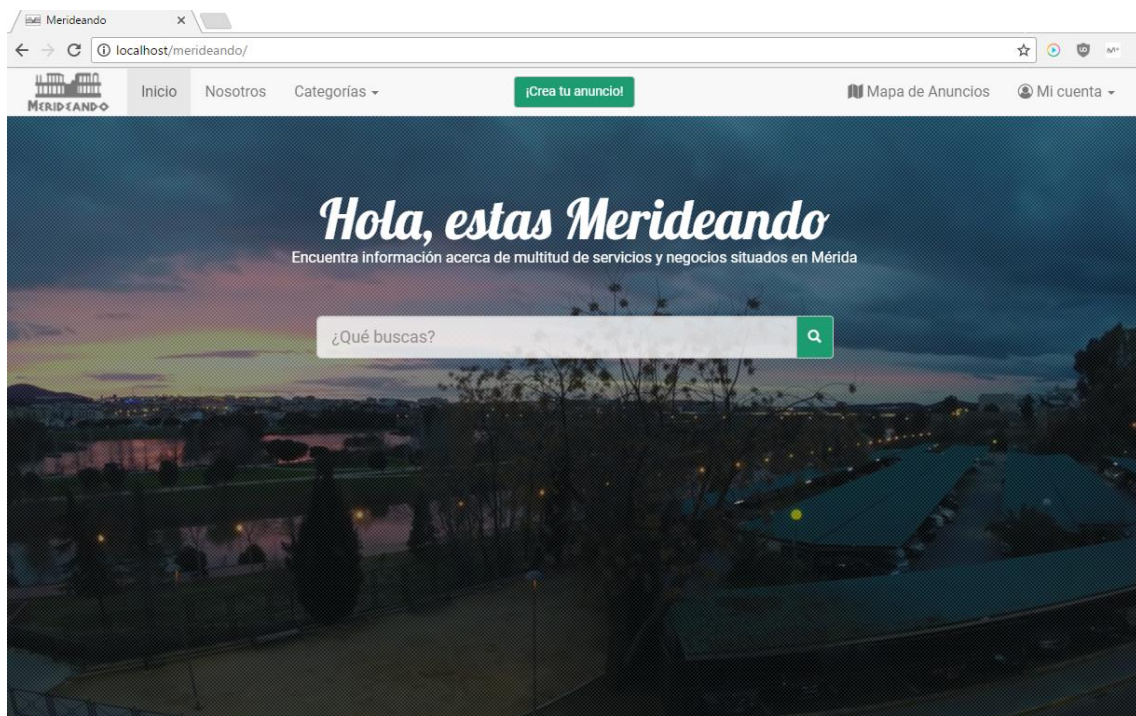 Merideando
localhost/merideando/
MERIDEANDO
Inicio
Nosotros
Categorías
¡Crea tu anuncio!
Mapa de Anuncios
Mi cuenta
Hola, estas Merideando
Encuentra información acerca de multitud de servicios y negocios situados en Mérida
¿Qué buscas?